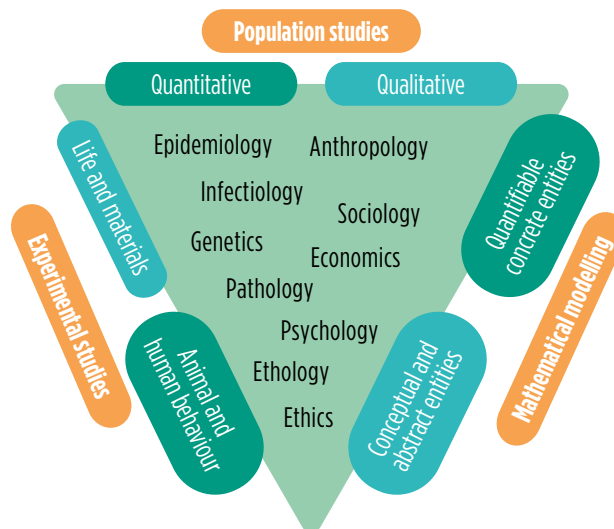 Population studies
Quantitative
Qualitative
Life and materials
Experimental studies
Animal and
human behaviour
Epidemiology
Anthropology
Infectiology
Sociology
Genetics
Economics
Pathology
Psychology
Ethology
Ethics
Quantifiable
concrete entities
Mathematical modelling
Conceptual and
abstract entities